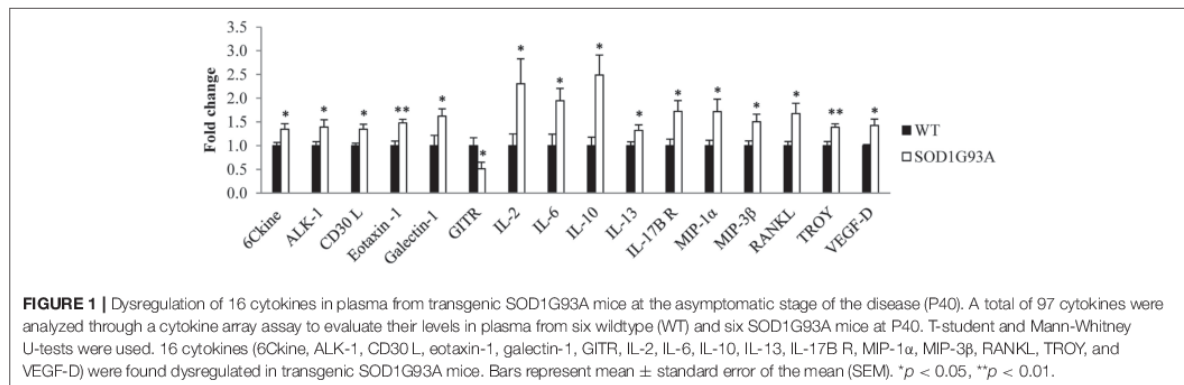 3.5
3.0
2.5
2.0
1.5
1.0
0.5
0.0
Fold change
* * * ** * * * * * * * * * * ** *
WT
SOD1G93A
6Ckine
ALK-1
CD30 L
Eotaxin -1
Galectin-1
GITR
IL-2
IL-6
IL-10
IL-13
IL-17B R
MIP-1α
MIP-3β
RANKL
TROY
VEGF-D
FIGURE 1 | Dysregulation of 16 cytokines in plasma from transgenic SOD1G93A mice at the asymptomatic stage of the disease (P40). A total of 97 cytokines were
analyzed through a cytokine array assay to evaluate their levels in plasma from six wildtype (WT) and six SOD1G93A mice at P40. T-student and Mann-Whitney
U-tests were used. 16 cytokines (6Ckine, ALK-1, CD30 L, eotaxin-1, galectin-1, GITR, IL-2, IL-6, IL-10, IL-13, IL-17B R, MIP-1α, MIP-3β, RANKL, TROY, and
VEGF-D) were found dysregulated in transgenic SOD1G93A mice. Bars represent mean ± standard error of the mean (SEM). *p < 0.05, **p < 0.01.